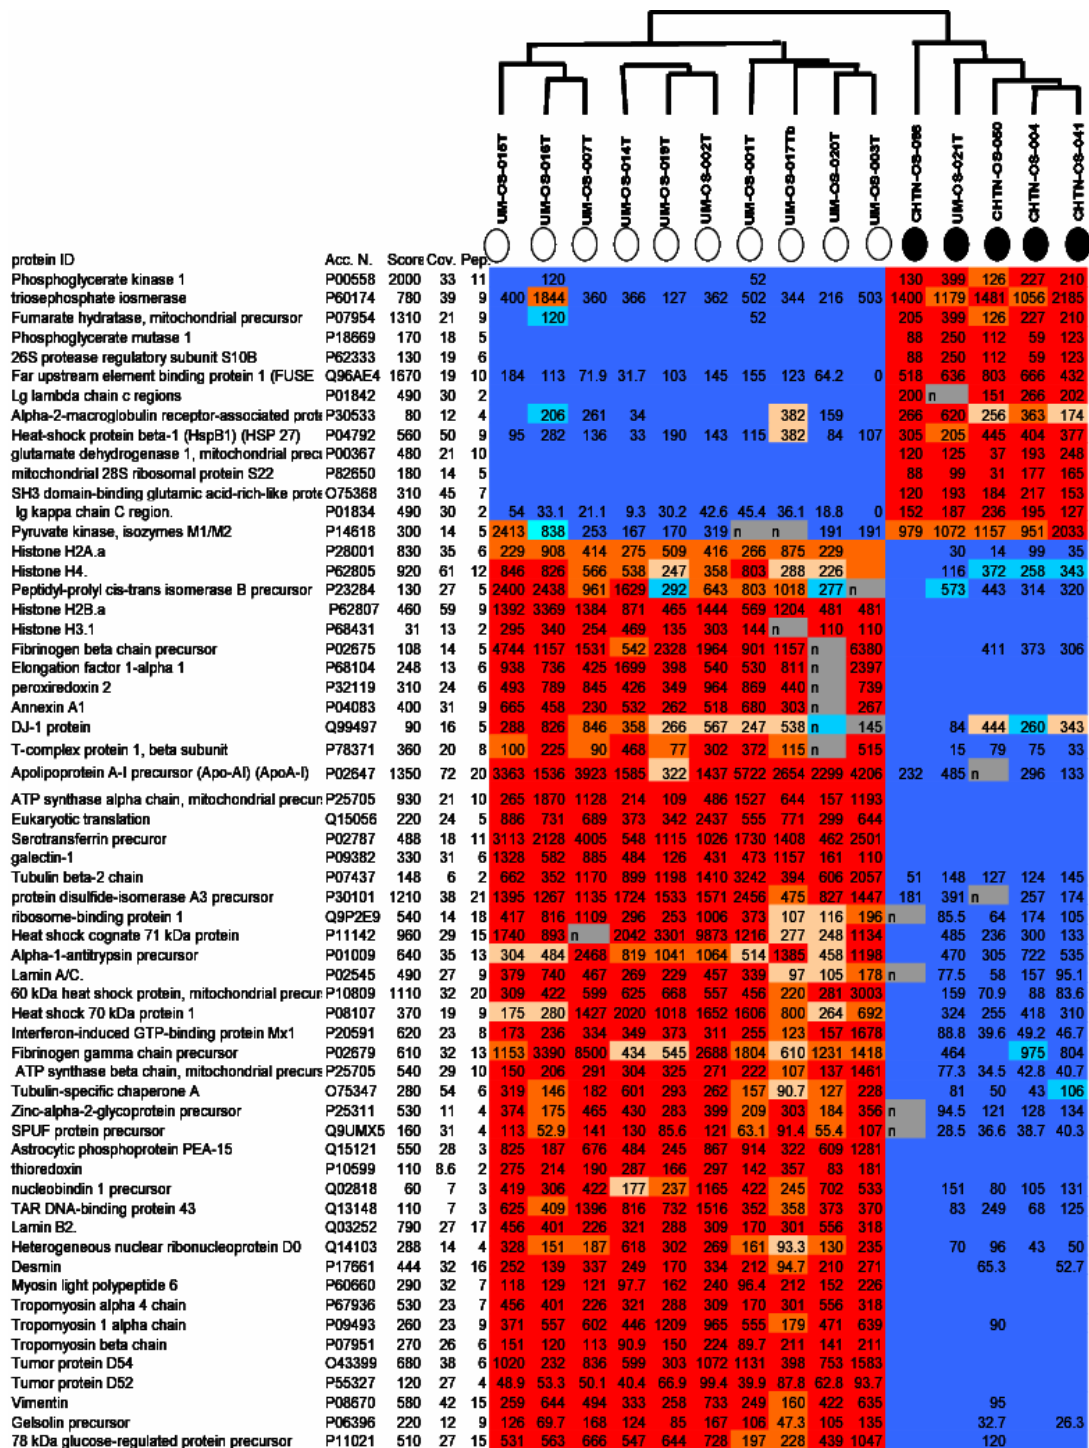 UM-OS-015T UM-OS-016T UM-OS-007T UM-OS-014T UM-OS-019T UM-OS-002T UM-OS-001T UM-OS-017Tb UM-OS-020T UM-OS-003T UM-OS-021T CHTN-OS-004 CHTN-OS-041
protein ID Acc. N. Score Cov. Pep.
Phosphoglycerate kinase 1 P00558 2000 33 11 120 52 130 399 126 227 210
triosephosphate iosmerase P60174 780 39 9 400 1844 360 366 127 362 502 344 216 503 1400 1179 1481 1056 2185
Fumarate hydratase, mitochondrial precursor P07954 1310 21 9 120 52 205 399 126 227 210
Phosphoglycerate mutase 1 P18669 170 18 5 88 250 112 59 123
26S protease regulatory subunit S10B P62333 130 19 6 88 250 112 59 123
Far upstream element binding protein 1 (FUSE Q96AE4 1670 19 10 184 113 71.9 31.7 103 145 155 123 64.2 0 518 636 803 666 432
Lg lambda chain c regions P01842 490 30 2 200 n 151 266 202
Alpha-2-macroglobulin receptor-associated prote P30533 80 12 4 206 261 34 382 159 266 620 256 363 174
Heat-shock protein beta-1 (HspB1) (HSP 27) P04792 560 50 9 95 282 136 33 190 143 115 382 84 107 305 205 445 404 377
glutamate dehydrogenase 1, mitochondrial precu P00367 480 21 10 120 125 37 193 248
mitochondrial 28S ribosomal protein S22 P82650 180 14 5 88 99 31 177 165
SH3 domain-binding glutamic acid-rich-like prote O75368 310 45 7 120 193 184 217 153
Ig kappa chain C region. P01834 490 30 2 54 33.1 21.1 9.3 30.2 42.6 45.4 36.1 18.8 0 152 187 236 195 127
Pyruvate kinase, isozymes M1/M2 P14618 300 14 5 2413 838 253 167 170 319 n n 191 191 979 1072 1157 951 2033
Histone H2A.a P28001 830 35 6 229 908 414 275 509 416 266 875 229 30 14 99 35
Histone H4. P62805 920 61 12 846 826 566 538 247 358 803 288 226 116 372 258 343
Peptidyl-prolyl cis-trans isomerase B precursor P23284 130 27 5 2400 2438 961 1629 292 643 803 1018 277 n 573 443 314 320
Histone H2B.a P62807 460 59 9 1392 3369 1384 871 465 1444 569 1204 481 481
Histone H3.1 P68431 31 13 2 295 340 254 469 135 303 144 n 110 110
Fibrinogen beta chain precursor P02675 108 14 5 4744 1157 1531 542 2328 1964 901 1157 n 6380 411 373 306
Elongation factor 1-alpha 1 P68104 248 13 6 938 736 425 1699 398 540 530 811 n 2397
peroxiredoxin 2 P32119 310 24 6 493 789 845 426 349 964 869 440 n 739
Annexin A1 P04083 400 31 9 665 458 230 532 262 518 680 303 n 267
DJ-1 protein Q99497 90 16 5 288 826 846 358 266 567 247 538 n 145 84 444 260 343
T-complex protein 1, beta subunit P78371 360 20 8 100 225 90 468 77 302 372 115 n 515 15 79 75 33
Apolipoprotein A-I precursor (Apo-AI) (ApoA-I) P02647 1350 72 20 3363 1536 3923 1585 322 1437 5722 2654 2299 4206 232 485 n 296 133
ATP synthase alpha chain, mitochondrial precurs P25705 930 21 10 265 1870 1128 214 109 486 1527 644 157 1193
Eukaryotic translation Q15056 220 24 5 886 731 689 373 342 2437 555 771 299 644
Serotransferrin precuror P02787 488 18 11 3113 2128 4005 548 1115 1026 1730 1408 462 2501
galectin-1 P09382 330 31 6 1328 582 885 484 126 431 473 1157 161 110
Tubulin beta-2 chain P07437 148 6 2 662 352 1170 899 1198 1410 3242 394 606 2057 51 148 127 124 145
protein disulfide-isomerase A3 precursor P30101 1210 38 21 1395 1267 1135 1724 1533 1571 2456 475 827 1447 181 391 n 257 174
ribosome-binding protein 1 Q9P2E9 540 14 18 417 816 1109 296 253 1006 373 107 116 196 n 85.5 64 174 105
Heat shock cognate 71 kDa protein P11142 960 29 15 1740 893 n 2042 3301 9873 1216 277 248 1134 485 236 300 133
Alpha-1-antitrypsin precursor P01009 640 35 13 304 484 2468 819 1041 1064 514 1385 458 1198 470 305 722 535
Lamin A/C. P02545 490 27 9 379 740 467 269 229 457 339 97 105 178 n 77.5 58 157 95.1
60 kDa heat shock protein, mitochondrial precur P10809 1110 32 20 309 422 599 625 668 557 456 220 281 3003 159 70.9 88 83.6
Heat shock 70 kDa protein 1 P08107 370 19 9 175 280 1427 2020 1018 1652 1606 800 264 692 324 255 418 310
Interferon-induced GTP-binding protein Mx1 P20591 620 23 8 173 236 334 349 373 311 255 123 157 1678 88.8 39.6 49.2 46.7
Fibrinogen gamma chain precursor P02679 610 32 13 1153 3390 8500 434 545 2688 1804 610 1231 1418 464 975 804
ATP synthase beta chain, mitochondrial precurs P25705 540 29 10 150 206 291 304 325 271 222 107 137 1461 77.3 34.5 42.8 40.7
Tubulin-specific chaperone A O75347 280 54 6 319 146 182 601 293 262 157 90.7 127 228 81 50 43 106
Zinc-alpha-2-glycoprotein precursor P25311 530 11 4 374 175 465 430 283 399 209 303 184 356 n 94.5 121 128 134
SPUF protein precursor Q9UMX5 160 31 4 113 52.9 141 130 85.6 121 63.1 91.4 55.4 107 n 28.5 36.6 38.7 40.3
Astrocytic phosphoprotein PEA-15 Q15121 550 28 3 825 187 676 484 245 867 914 322 609 1281
thioredoxin P10599 110 8.6 2 275 214 190 287 166 297 142 357 83 181
nucleobindin 1 precursor Q02818 60 7 3 419 306 422 177 237 1165 422 245 702 533 151 80 105 131
TAR DNA-binding protein 43 Q13148 110 7 3 625 409 1396 816 732 1516 352 358 373 370 83 249 68 125
Lamin B2. Q03252 790 27 17 456 401 226 321 288 309 170 301 556 318
Heterogeneous nuclear ribonucleoprotein D0 Q14103 288 14 4 328 151 187 618 302 269 161 93.3 130 235 70 96 43 50
Desmin P17661 444 32 16 252 139 337 249 170 334 212 94.7 210 271 65.3 52.7
Myosin light polypeptide 6 P60660 290 32 7 118 129 121 97.7 162 240 96.4 212 152 226
Tropomyosin alpha 4 chain P67936 530 23 7 456 401 226 321 288 309 170 301 556 318
Tropomyosin 1 alpha chain P09493 260 23 9 371 557 602 446 1209 965 555 179 471 639 90
Tropomyosin beta chain P07951 270 26 6 151 120 113 90.9 150 224 89.7 211 141 211
Tumor protein D54 O43399 680 38 6 1020 232 836 599 303 1072 1131 398 753 1583
Tumor protein D52 P55327 120 27 4 48.9 53.3 50.1 40.4 66.9 99.4 39.9 87.8 62.8 93.7
Vimentin P08670 580 42 15 259 644 494 333 258 733 249 160 422 635 95
Gelsolin precursor P06396 220 12 9 126 69.7 168 124 85 167 106 47.3 105 135 32.7 26.3
78 kDa glucose-regulated protein precursor P11021 510 27 15 531 563 666 547 644 728 197 228 439 1047 120